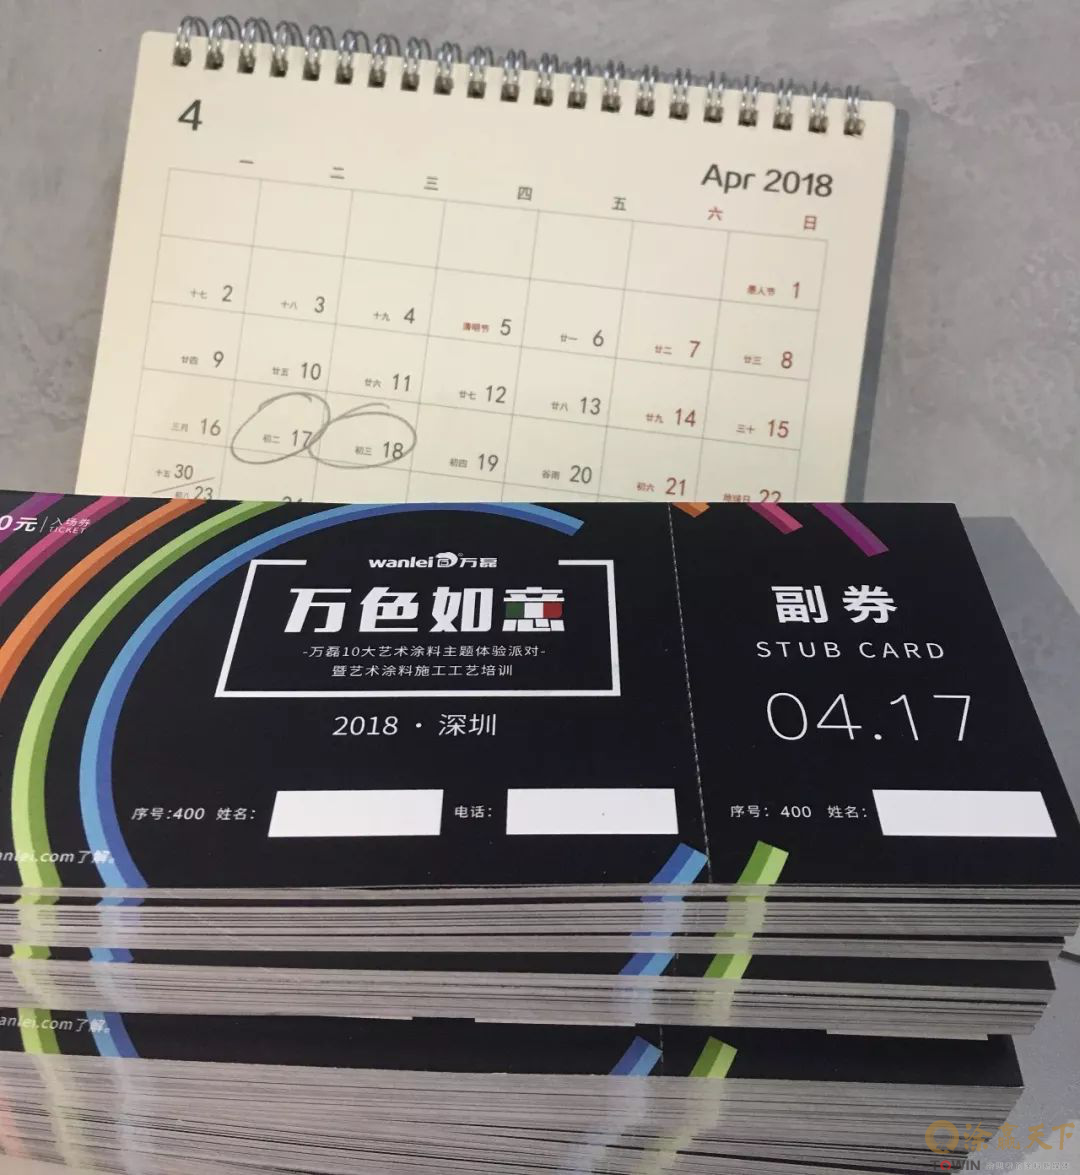 4
Apr 2018
一 二 三 四 五 六 日
愚人节 1
十七 2 十八 3 十九 4 清明节 5 廿一 6 廿二 7 廿三 8
廿四 9 廿五 10 廿六 11 廿七 12 廿八 13 廿九 14 三十 15
三月 16 初二 17 初三 18 初四 19 谷雨 20 初六 21 地球日 22
十五 30
初八 23 24
0元 入场券
TICKET
wanlei 万磊
万色如意
-万磊10大艺术涂料主题体验派对-
暨艺术涂料施工工艺培训
2018 · 深圳
序号:400 姓名: 电话:
anlei.com了解。
副券
STUB CARD
04.17
序号: 400 姓名:
anlei.com了解。
涂赢天下